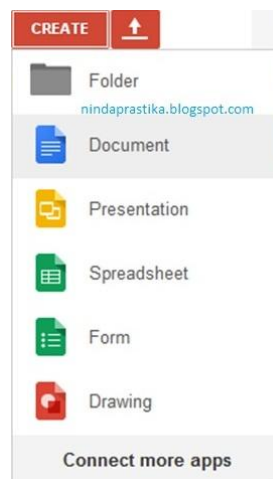 CREATE
Folder
nindaprastika.blogspot.com
Document
Presentation
Spreadsheet
Form
Drawing
Connect more apps